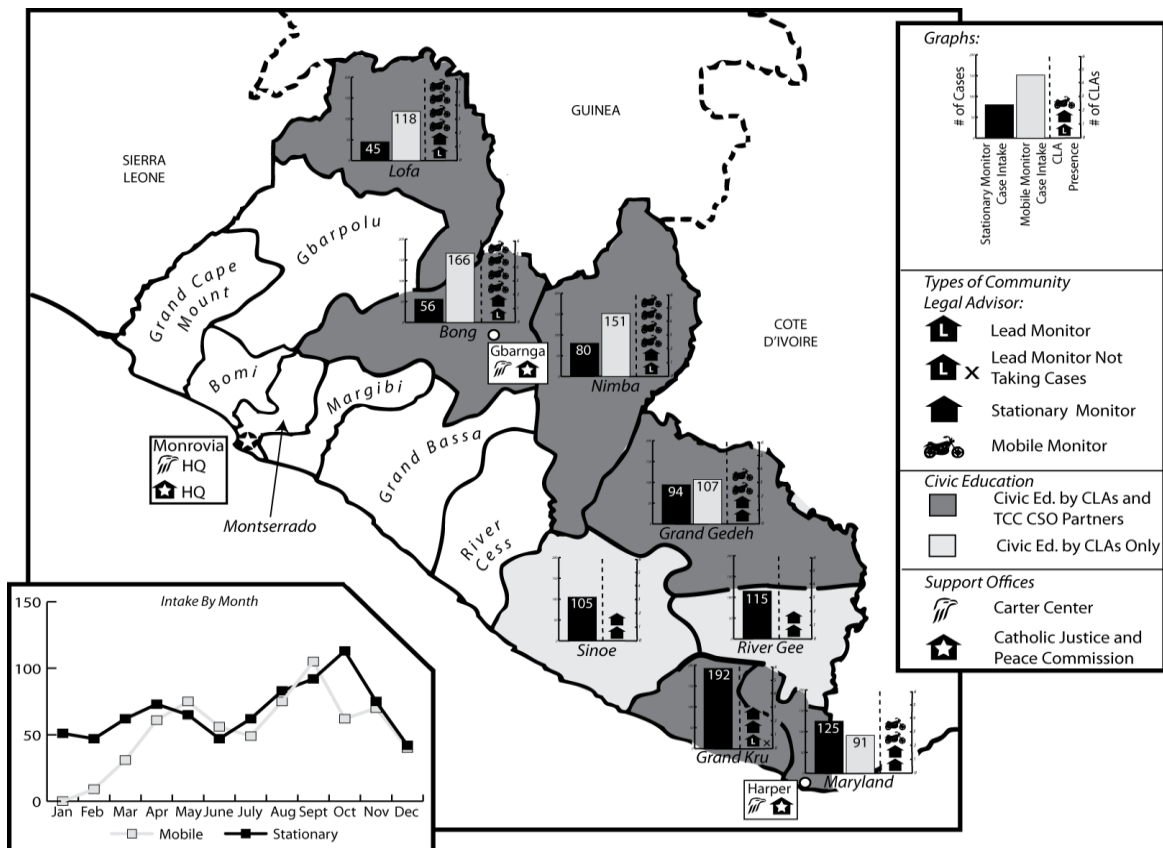 GUINEA
SIERRA
LEONE
COTE
D'IVOIRE
45
118
Lofa
Gbarpolu
Grand Cape
Mount
56
166
Bong
Gbarnga
80
151
Nimba
Bomi
Margibi
Monrovia
HQ
HQ
Montserrado
Grand Bassa
River
Cess
94
107
Grand Gedeh
105
Sinoe
115
River Gee
192
x
Grand Kru
125
91
Maryland
Harper
Graphs:
# of Cases
# of CLAs
Stationary Monitor
Case Intake
Mobile Monitor
Case Intake
CLA
Presence
Types of Community
Legal Advisor:
L
Lead Monitor
L
x
Lead Monitor Not
Taking Cases
Stationary Monitor
Mobile Monitor
Civic Education
Civic Ed. by CLAs and
TCC CSO Partners
Civic Ed. by CLAs Only
Support Offices
Carter Center
Catholic Justice and
Peace Commission
Intake By Month
150
100
50
0
Jan Feb Mar Apr May June July Aug Sept Oct Nov Dec
Mobile Stationary